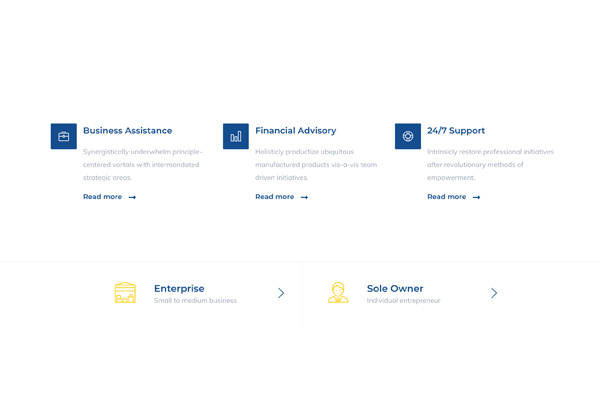 Business Assistance
Synergistically underwhelm principle-
centered vortals with intermandated
strategic areas.
Read more
Financial Advisory
Holisticly productize ubiquitous
manufactured products vis-a-vis team
driven initiatives.
Read more
24/7 Support
Intrinsicly restore professional initiatives
after revolutionary methods of
empowerment.
Read more
Enterprise
Small to medium business
Sole Owner
Individual entrepreneur